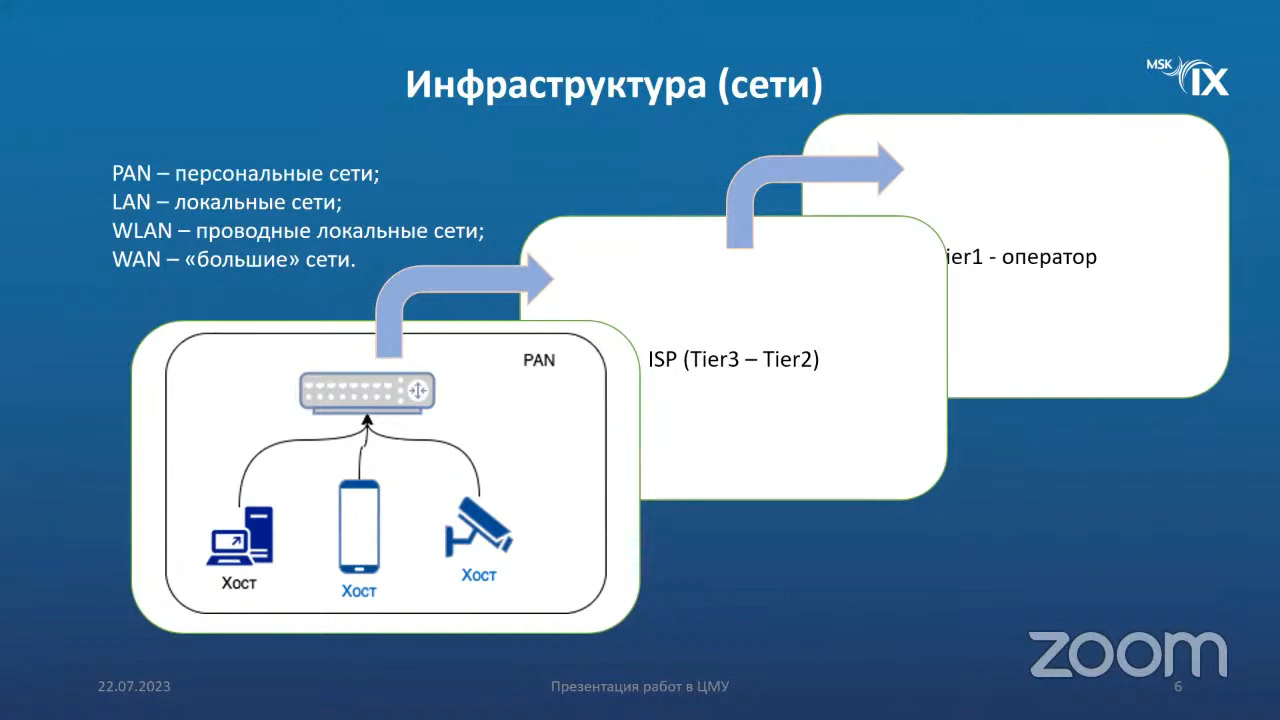 Инфраструктура (сети)
MSK
IX
PAN – персональные сети;
LAN – локальные сети;
WLAN – проводные локальные сети;
WAN – «большие» сети.
ier1 - оператор
ISP (Tier3 – Tier2)
PAN
Хост
Хост
Хост
zoom
22.07.2023
Презентация работ в ЦМУ
6